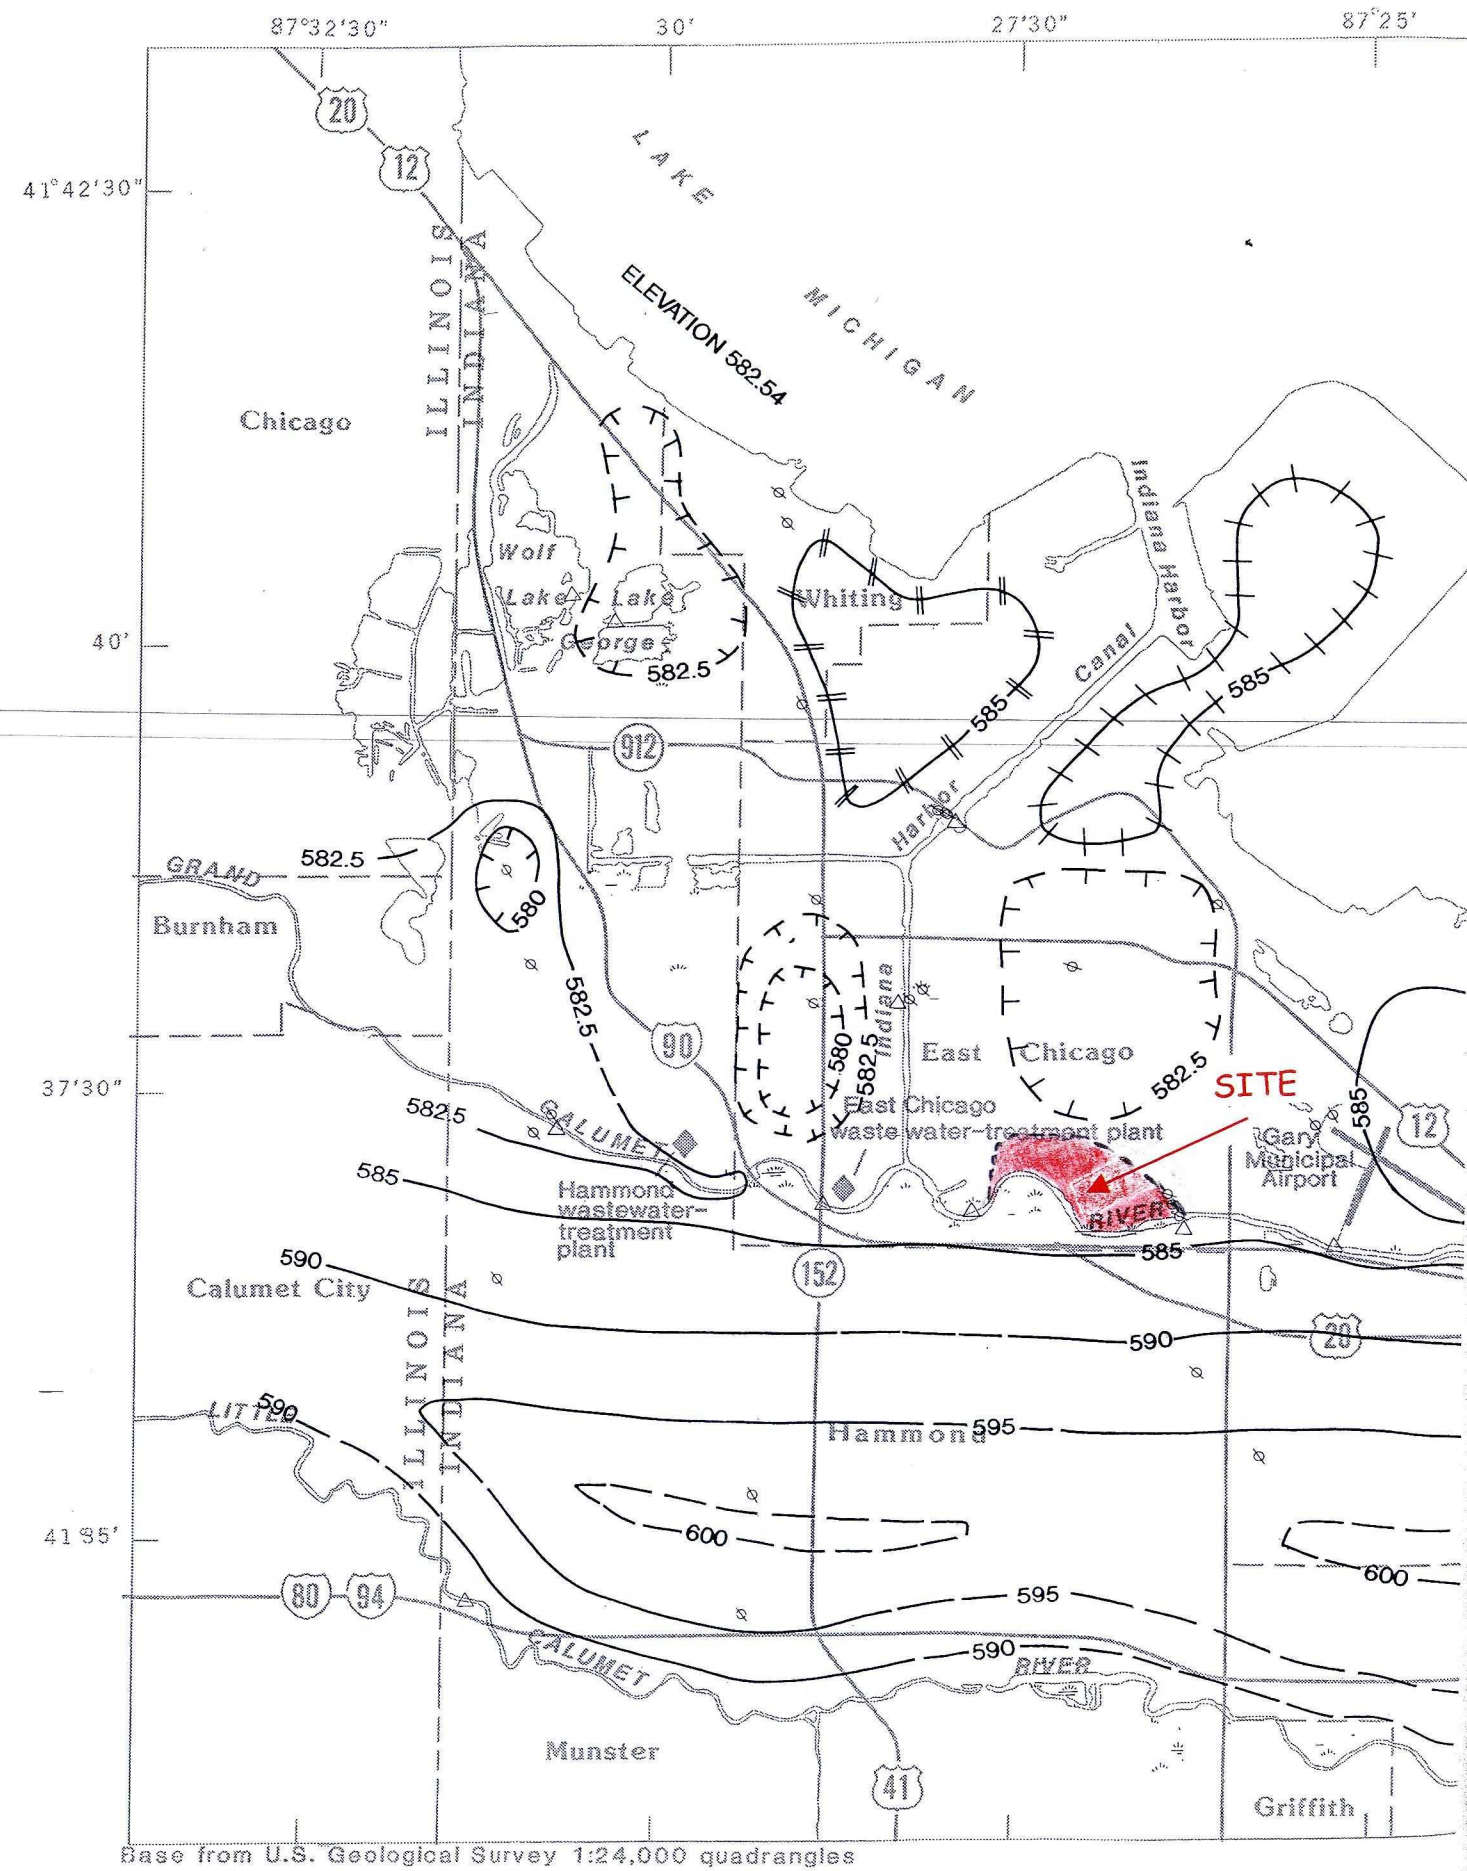 87°32'30"
30'
27'30"
87°25'
20
12
41°42'30"
LAKE
MICHIGAN
ELEVATION 582.54
ILLINOIS
INDIANA
Chicago
Indiana Harbor
Wolf
Lake
Lake
George
Whiting
582.5
40'
Canal
585
585
912
Harbor
GRAND
582.5
580
Burnham
582.5
Indiana
90
580
582.5
East Chicago
582.5
SITE
37'30"
582.5
CALUMET
East Chicago
waste water-treatment plant
585
12
Gary
Municipal
Airport
585
Hammond
wastewater-
treatment
plant
RIVER
585
590
Calumet City
152
ILLINOIS
INDIANA
590
20
LITTLE
590
Hammond
595
600
41°35'
600
80
94
595
CALUMET
590
RIVER
Munster
41
Griffith
Base from U.S. Geological Survey 1:24,000 quadrangles